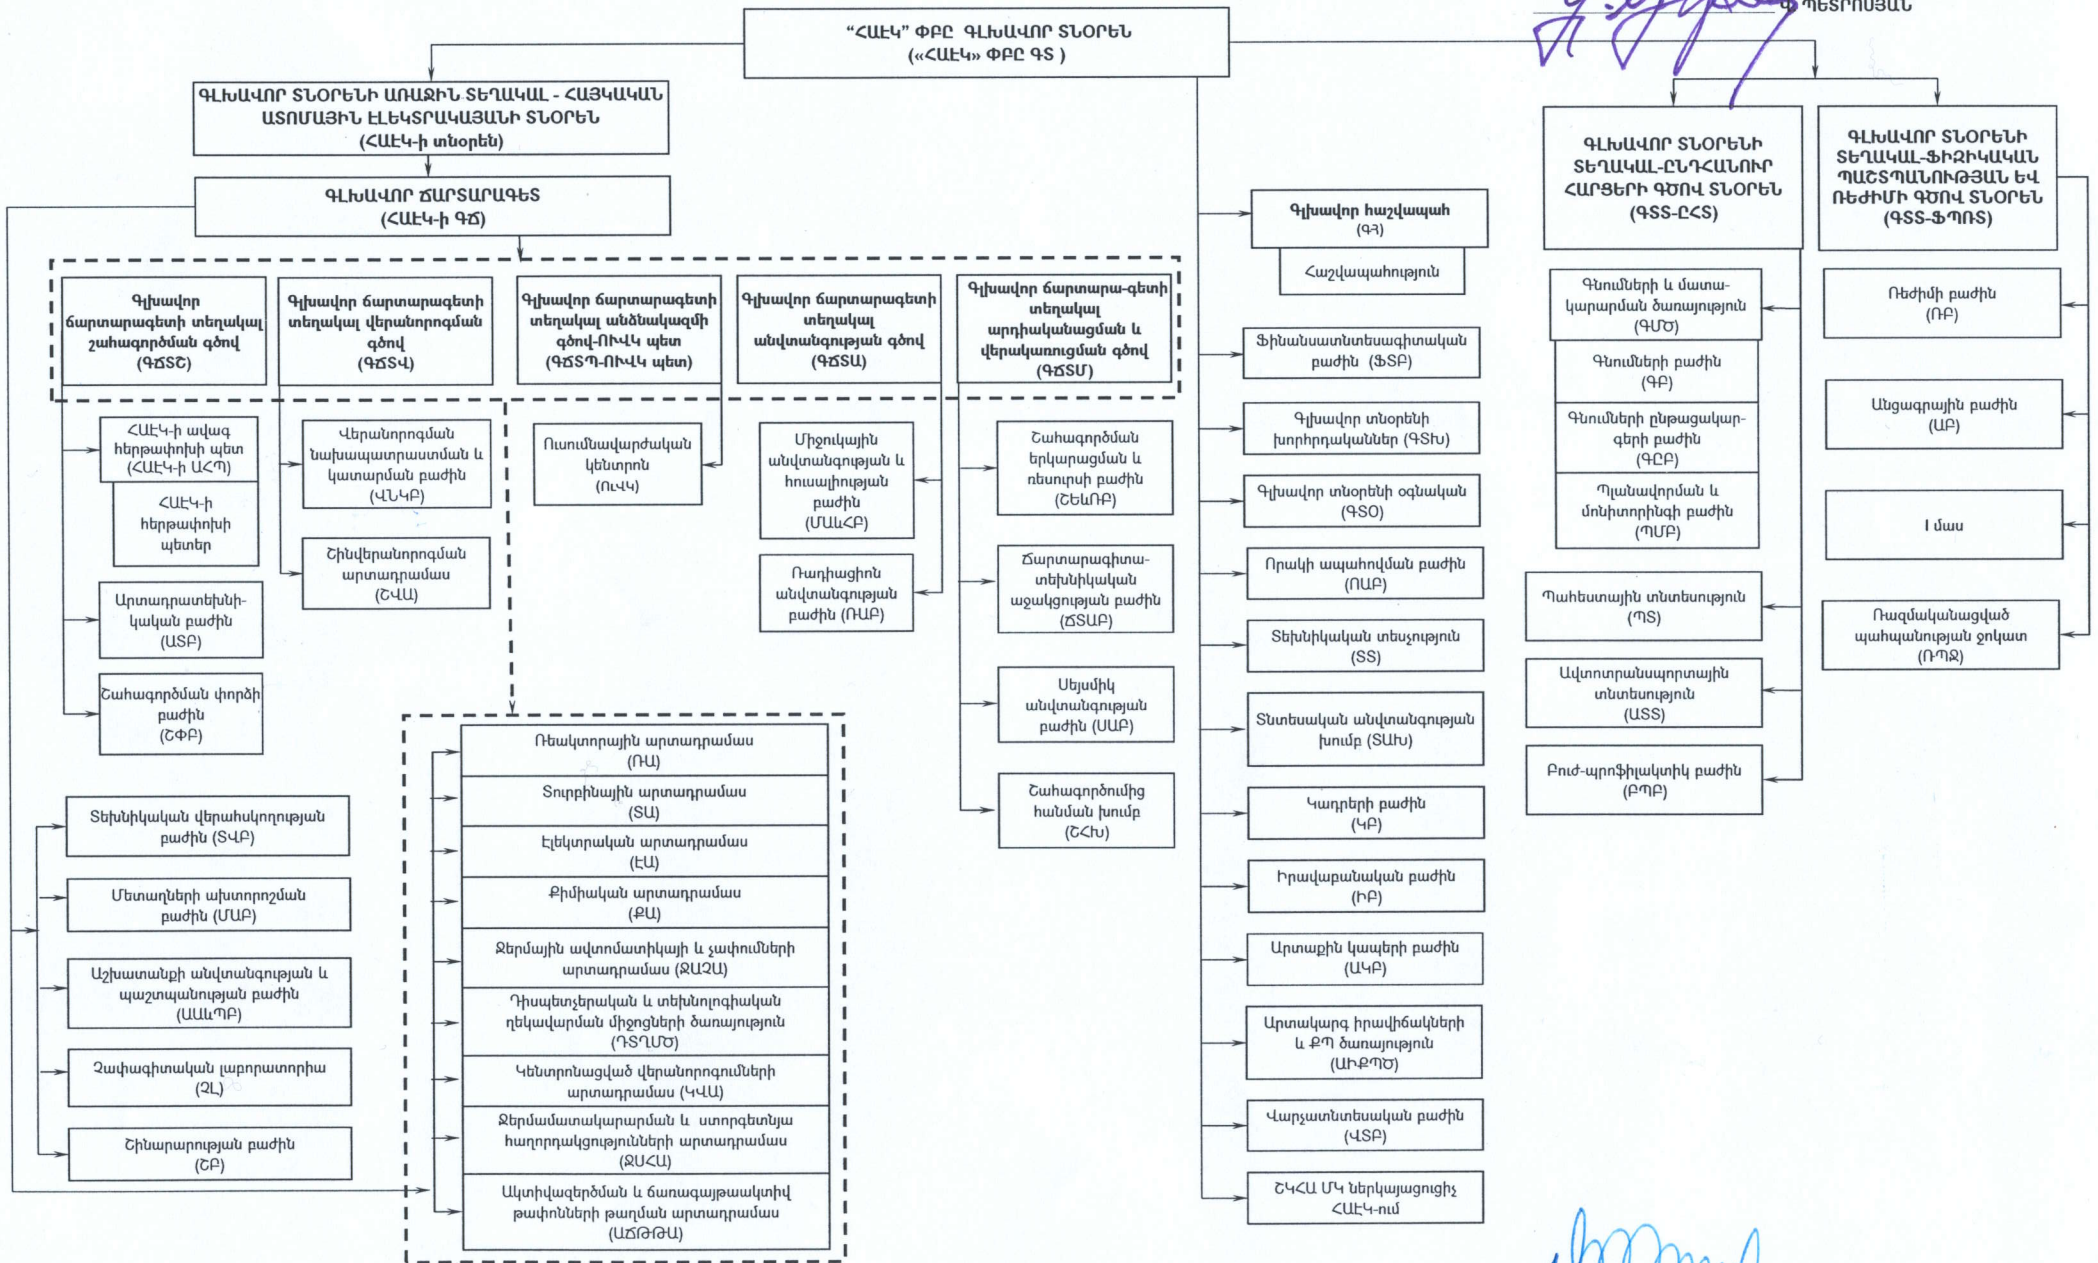 Փ ՊԵՏՐՈՍՅԱՆ
“ՀԱԷԿ” ՓԲԸ ԳԼԽԱՎՈՐ ՏՆՕՐԵՆ
(«ՀԱԷԿ» ՓԲԸ ԳՏ )
ԳԼԽԱՎՈՐ ՏՆՕՐԵՆԻ ԱՌԱՋԻՆ ՏԵՂԱԿԱԼ - ՀԱՅԿԱԿԱՆ
ԱՏՈՄԱՅԻՆ ԷԼԵԿՏՐԱԿԱՅԱՆԻ ՏՆՕՐԵՆ
(ՀԱԷԿ-ի տնօրեն)
ԳԼԽԱՎՈՐ ՃԱՐՏԱՐԱԳԵՏ
(ՀԱԷԿ-ի ԳՃ)
Գլխավոր
ճարտարագետի տեղակալ
շահագործման գծով
(ԳՃՏՇ)
Գլխավոր ճարտարագետի
տեղակալ վերանորոգման
գծով
(ԳՃՏՎ)
Գլխավոր ճարտարագետի
տեղակալ անձնակազմի
գծով-ՈՒՎԿ պետ
(ԳՃՏՊ-ՈՒՎԿ պետ)
Գլխավոր ճարտարագետի
տեղակալ
անվտանգության գծով
(ԳՃՏԱ)
Գլխավոր ճարտարա-գետի
տեղակալ
արդիականացման և
վերակառուցման գծով
(ԳՃՏՄ)
ՀԱԷԿ-ի ավագ
հերթափոխի պետ
(ՀԱԷԿ-ի ԱՀՊ)
ՀԱԷԿ-ի
հերթափոխի
պետեր
Արտադրատեխնի-
կական բաժին
(ԱՏԲ)
Շահագործման փորձի
բաժին
(ՇՓԲ)
Վերանորոգման
նախապատրաստման և
կատարման բաժին
(ՎՆԿԲ)
Շինվերանորոգման
արտադրամաս
(ՇՎԱ)
Ուսումնավարժական
կենտրոն
(ՈւՎԿ)
Միջուկային
անվտանգության և
հուսալիության
բաժին
(ՄԱևՀԲ)
Ռադիացիոն
անվտանգության
բաժին (ՌԱԲ)
Շահագործման
երկարացման և
ռեսուրսի բաժին
(ՇԵևՌԲ)
Ճարտարագիտա-
տեխնիկական
աջակցության բաժին
(ՃՏԱԲ)
Սեյսմիկ
անվտանգության
բաժին (ՍԱԲ)
Շահագործումից
հանման խումբ
(ՇՀԽ)
Տեխնիկական վերահսկողության
բաժին (ՏՎԲ)
Մետաղների ախտորոշման
բաժին (ՄԱԲ)
Աշխատանքի անվտանգության և
պաշտպանության բաժին
(ԱԱևՊԲ)
Չափագիտական լաբորատորիա
(ՉԼ)
Շինարարության բաժին
(ՇԲ)
Ռեակտորային արտադրամաս
(ՌԱ)
Տուրբինային արտադրամաս
(ՏԱ)
Էլեկտրական արտադրամաս
(ԷԱ)
Քիմիական արտադրամաս
(ՔԱ)
Ջերմային ավտոմատիկայի և չափումների
արտադրամաս (ՋԱՉԱ)
Դիսպետչերական և տեխնոլոգիական
ղեկավարման միջոցների ծառայություն
(ԴՏՂՄԾ)
Կենտրոնացված վերանորոգումների
արտադրամաս (ԿՎԱ)
Ջերմամատակարարման և ստորգետնյա
հաղորդակցությունների արտադրամաս
(ՋՍՀԱ)
Ակտիվազերծման և ճառագայթաակտիվ
թափոնների թաղման արտադրամաս
(ԱՃԹԹԱ)
Գլխավոր հաշվապահ
(ԳՀ)
Հաշվապահություն
Ֆինանսատնտեսագիտական
բաժին (ՖՏԲ)
Գլխավոր տնօրենի
խորհրդականներ (ԳՏԽ)
Գլխավոր տնօրենի օգնական
(ԳՏՕ)
Որակի ապահովման բաժին
(ՈԱԲ)
Տեխնիկական տեսչություն
(ՏՏ)
Տնտեսական անվտանգության
խումբ (ՏԱԽ)
Կադրերի բաժին
(ԿԲ)
Իրավաբանական բաժին
(ԻԲ)
Արտաքին կապերի բաժին
(ԱԿԲ)
Արտակարգ իրավիճակների
և ՔՊ ծառայություն
(ԱԻՔՊԾ)
Վարչատնտեսական բաժին
(ՎՏԲ)
ՇԿՀԱ ՄԿ ներկայացուցիչ
ՀԱԷԿ-ում
ԳԼԽԱՎՈՐ ՏՆՕՐԵՆԻ
ՏԵՂԱԿԱԼ-ԸՆԴՀԱՆՈՒՐ
ՀԱՐՑԵՐԻ ԳԾՈՎ ՏՆՕՐԵՆ
(ԳՏՏ-ԸՀՏ)
Գնումների և մատա-
կարարման ծառայություն
(ԳՄԾ)
Գնումների բաժին
(ԳԲ)
Գնումների ընթացակար-
գերի բաժին
(ԳԸԲ)
Պլանավորման և
մոնիտորինգի բաժին
(ՊՄԲ)
Պահեստային տնտեսություն
(ՊՏ)
Ավտոտրանսպորտային
տնտեսություն
(ԱՏՏ)
Բուժ-պրոֆիլակտիկ բաժին
(ԲՊԲ)
ԳԼԽԱՎՈՐ ՏՆՕՐԵՆԻ
ՏԵՂԱԿԱԼ-ՖԻԶԻԿԱԿԱՆ
ՊԱՇՏՊԱՆՈՒԹՅԱՆ ԵՎ
ՌԵԺԻՄԻ ԳԾՈՎ ՏՆՕՐԵՆ
(ԳՏՏ-ՖՊՌՏ)
Ռեժիմի բաժին
(ՌԲ)
Անցագրային բաժին
(ԱԲ)
I մաս
Ռազմականացված
պահպանության ջոկատ
(ՌՊՋ)